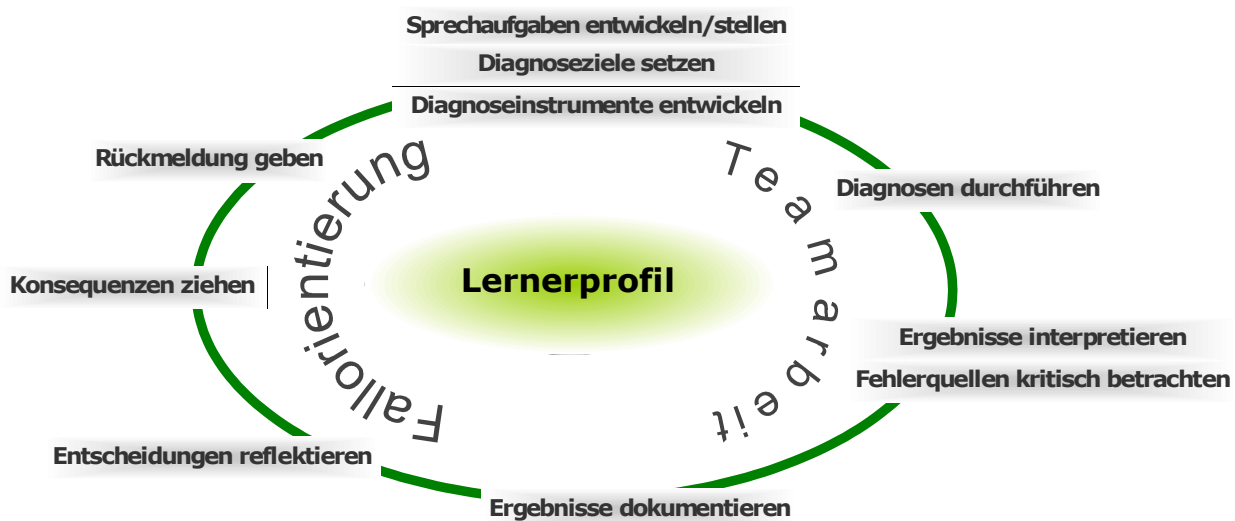 Sprechaufgaben entwickeln/stellen
Diagnoseziele setzen
Diagnoseinstrumente entwickeln
Rückmeldung geben
Diagnosen durchführen
Fallorientierung
Teamarbeit
Lernerprofil
Konsequenzen ziehen
Ergebnisse interpretieren
Fehlerquellen kritisch betrachten
Entscheidungen reflektieren
Ergebnisse dokumentieren